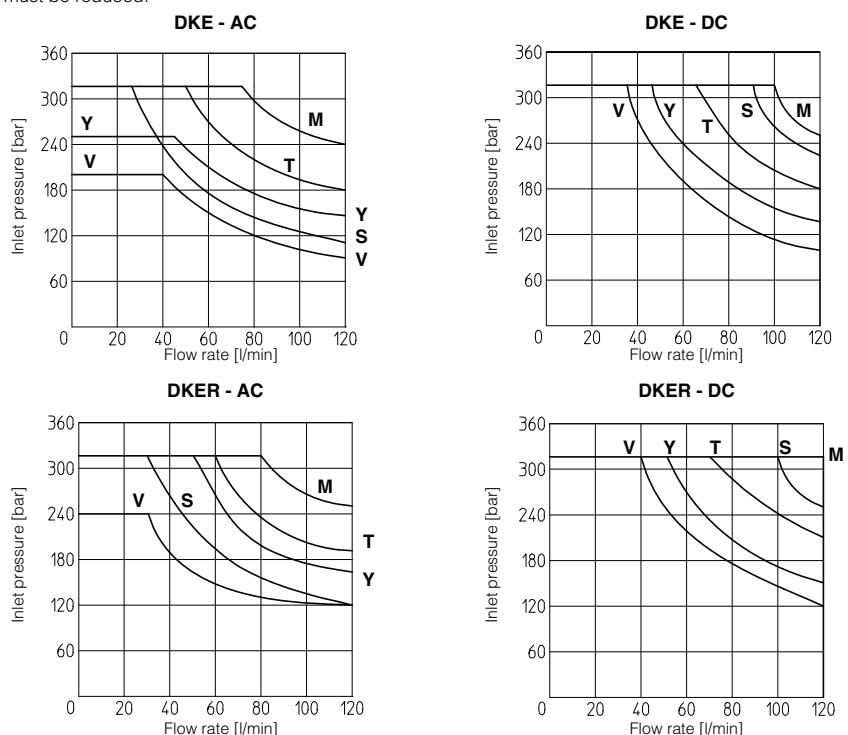 must be reduced.
DKE - AC
Inlet pressure [bar]
360
300
240
180
120
60
0 20 40 60 80 100 120
Flow rate [l/min]
Y
V
M
T
Y
S
V
DKE - DC
Inlet pressure [bar]
360
300
240
180
120
60
0 20 40 60 80 100 120
Flow rate [l/min]
V Y T S M
DKER - AC
Inlet pressure [bar]
360
300
240
180
120
60
0 20 40 60 80 100 120
Flow rate [l/min]
V S M
T
Y
DKER - DC
Inlet pressure [bar]
360
300
240
180
120
60
0 20 40 60 80 100 120
Flow rate [l/min]
V Y T S M